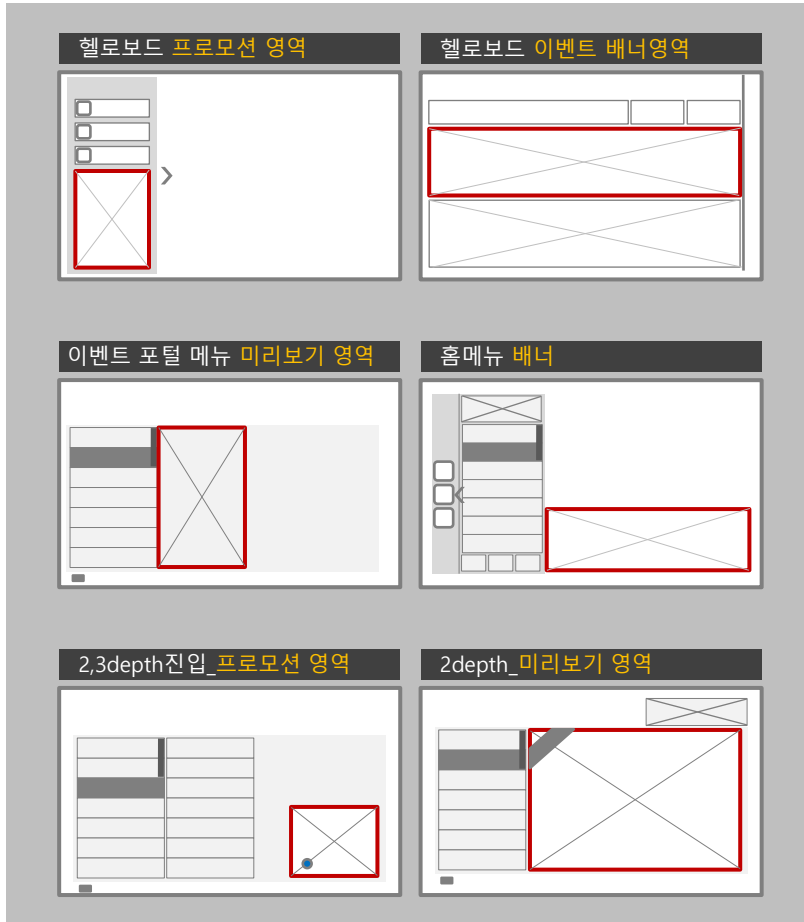 헬로보드 프로모션 영역
헬로보드 이벤트 배너영역
이벤트 포털 메뉴 미리보기 영역
홈메뉴 배너
2,3depth진입_프로모션 영역
2depth_미리보기 영역